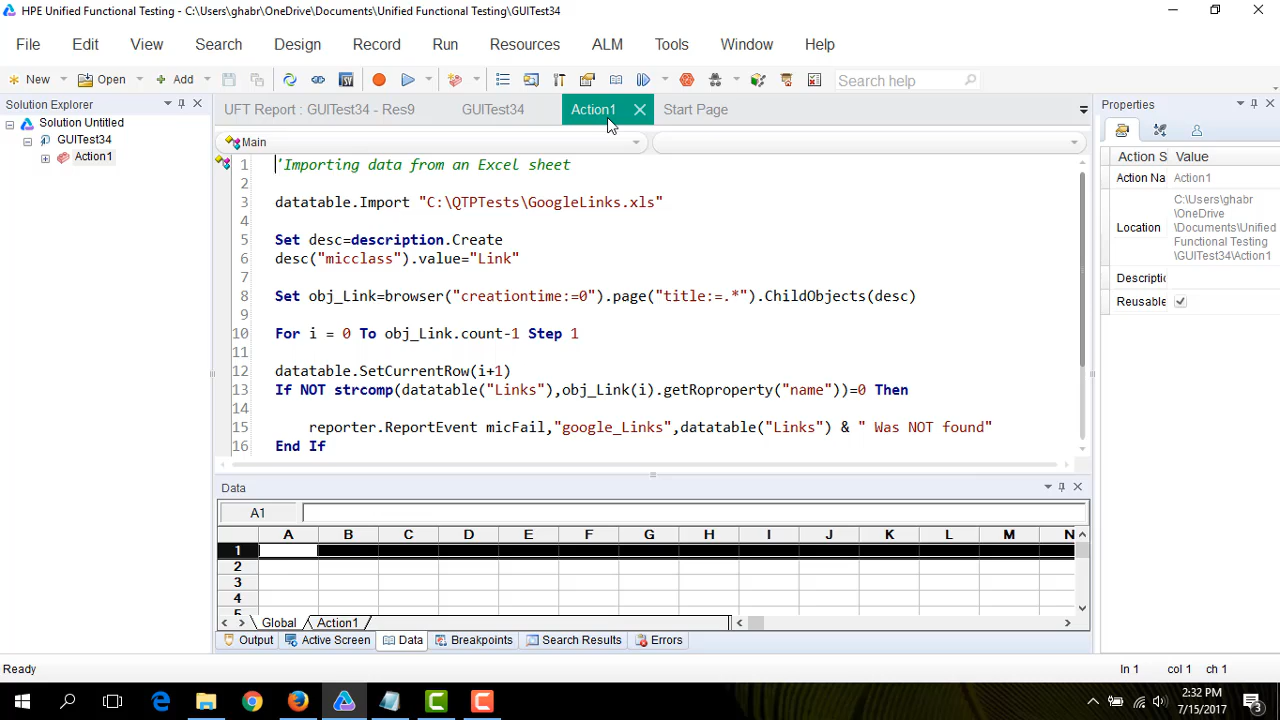 HPE Unified Functional Testing - C:\Users\ghabr\OneDrive\Documents\Unified Functional Testing\GUITest34
File Edit View Search Design Record Run Resources ALM Tools Window Help
New Open Add Search help
Solution Explorer
Solution Untitled
GUITest34
Action1
UFT Report : GUITest34 - Res9 GUITest34 Action1 Start Page
Main
1 'Importing data from an Excel sheet
2
3 datatable.Import "C:\QTPTests\GoogleLinks.xls"
4
5 Set desc=description.Create
6 desc("micclass").value="Link"
7
8 Set obj_Link=browser("creationtime:=0").page("title:=.*").ChildObjects(desc)
9
10 For i = 0 To obj_Link.count-1 Step 1
11
12 datatable.SetCurrentRow(i+1)
13 If NOT strcomp(datatable("Links"),obj_Link(i).getRoproperty("name"))=0 Then
14
15 reporter.ReportEvent micFail,"google_Links",datatable("Links") & " Was NOT found"
16 End If
Properties
Action S Value
Action Na Action1
Location C:\Users\ghabr
\OneDrive
\Documents\Unified
Functional Testing
\GUITest34\Action1
Descriptio
Reusable
Data
A1
A B C D E F G H I J K L M N
1
2
3
4
5
Global Action1
Output Active Screen Data Breakpoints Search Results Errors
Ready ln 1 col 1 ch 1
2:32 PM
7/15/2017
3